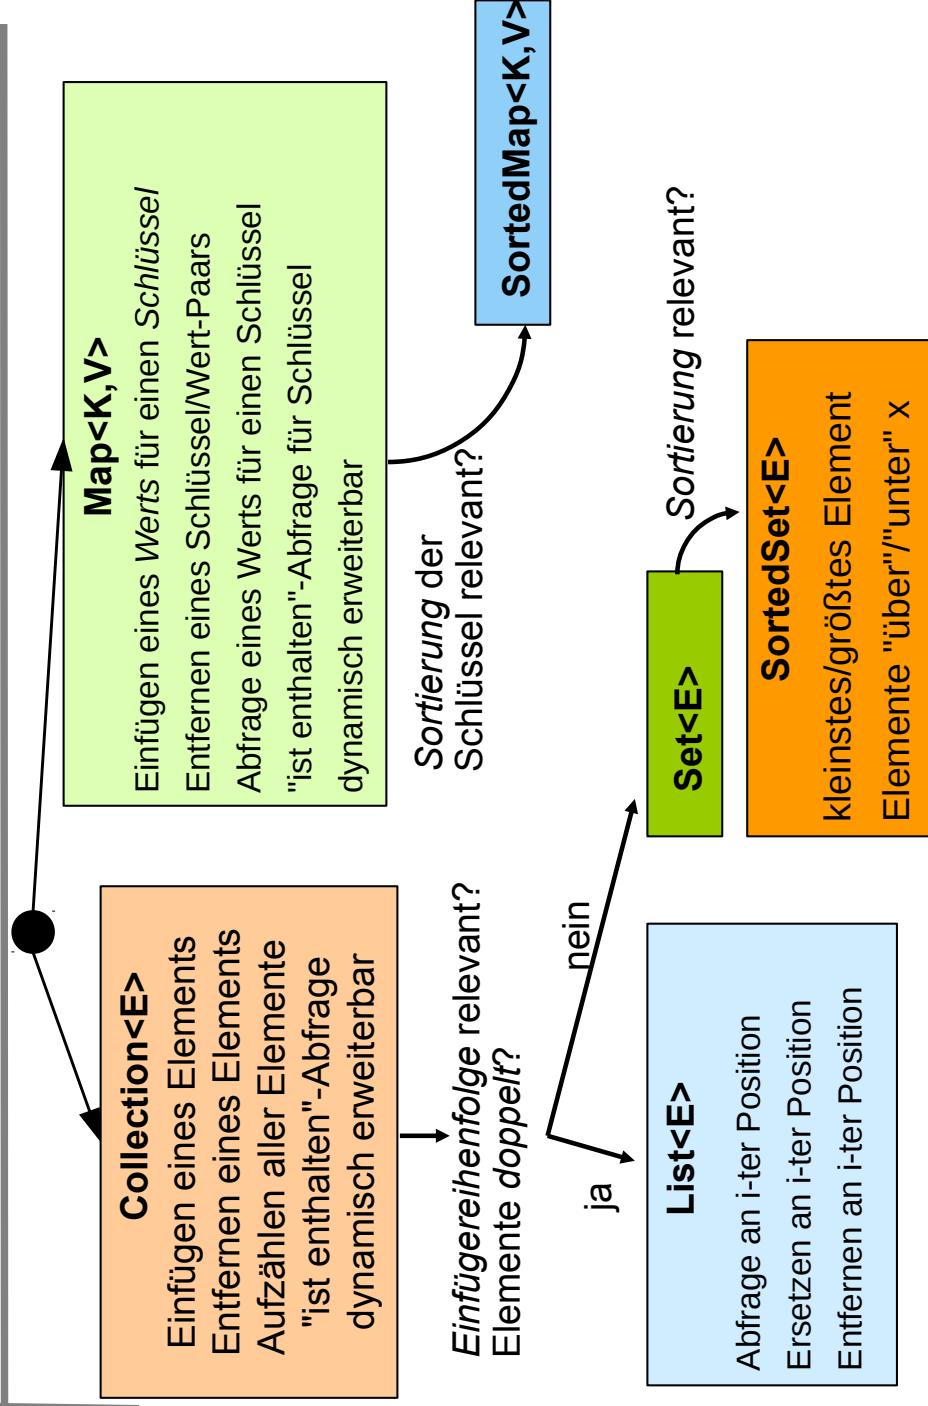 Collection<E>
Einfügen eines Elements
Entfernen eines Elements
Aufzählen aller Elemente
"ist enthalten"-Abfrage
dynamisch erweiterbar
Map<K,V>
Einfügen eines Werts für einen Schlüssel
Entfernen eines Schlüssel/Wert-Paars
Abfrage eines Werts für einen Schlüssel
"ist enthalten"-Abfrage für Schlüssel
dynamisch erweiterbar
Einfügereihenfolge relevant?
Elemente doppelt?
Sortierung der
Schlüssel relevant?
SortedMap<K,V>
ja
nein
List<E>
Abfrage an i-ter Position
Ersetzen an i-ter Position
Entfernen an i-ter Position
Set<E>
Sortierung relevant?
SortedSet<E>
kleinstes/größtes Element
Elemente "über"/"unter" x